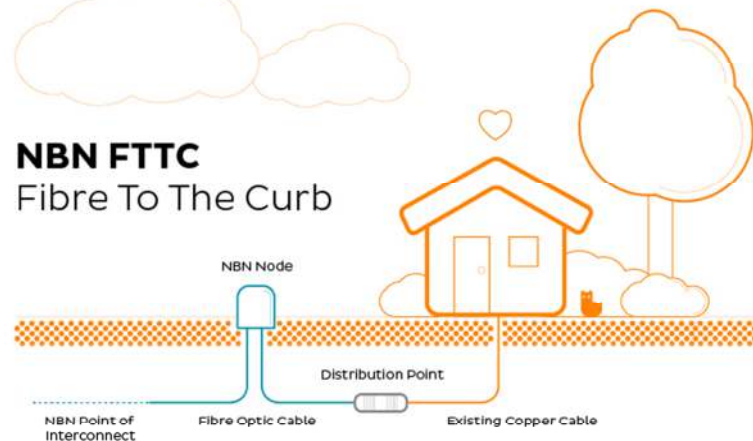 NBN FTTC
Fibre To The Curb
NBN Node
Distribution Point
NBN Point of
Interconnect
Fibre Optic Cable
Existing Copper Cable